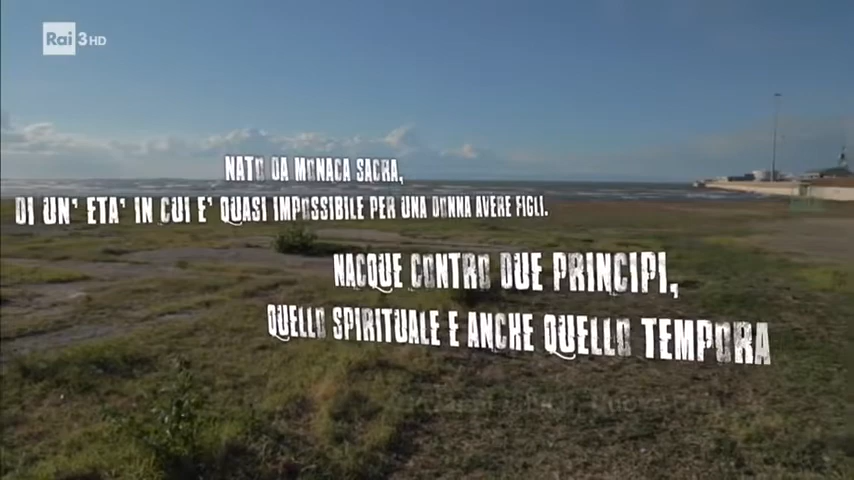 Rai 3HD
NATO DA MONACA SACRA,
DI UN' ETA' IN CUI E' QUASI IMPOSSIBILE PER UNA DONNA AVERE FIGLI.
NACQUE CONTRO DUE PRINCIPI,
QUELLO SPIRITUALE E ANCHE QUELLO TEMPORA